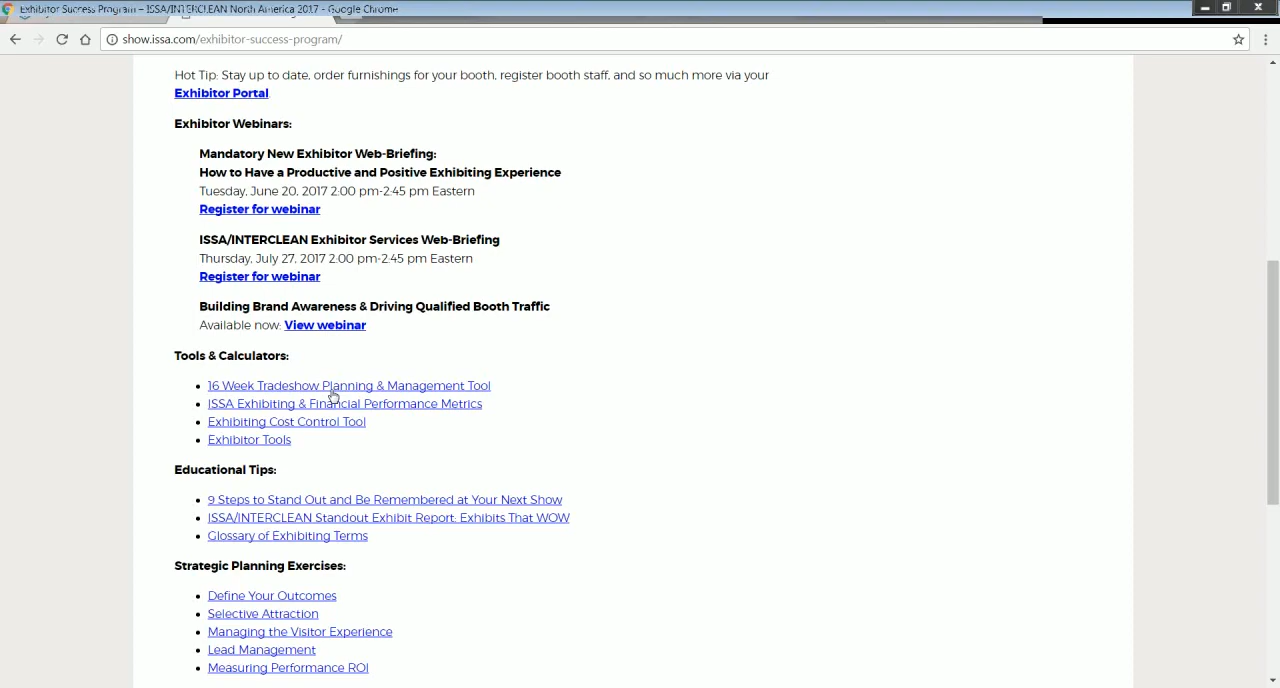 Exhibitor Success Program – ISSA/INTERCLEAN North America 2017 - Google Chrome
show.issa.com/exhibitor-success-program/
Hot Tip: Stay up to date, order furnishings for your booth, register booth staff, and so much more via your
Exhibitor Portal
Exhibitor Webinars:
Mandatory New Exhibitor Web-Briefing:
How to Have a Productive and Positive Exhibiting Experience
Tuesday, June 20, 2017 2:00 pm-2:45 pm Eastern
Register for webinar
ISSA/INTERCLEAN Exhibitor Services Web-Briefing
Thursday, July 27, 2017 2:00 pm-2:45 pm Eastern
Register for webinar
Building Brand Awareness & Driving Qualified Booth Traffic
Available now: View webinar
Tools & Calculators:
16 Week Tradeshow Planning & Management Tool
ISSA Exhibiting & Financial Performance Metrics
Exhibiting Cost Control Tool
Exhibitor Tools
Educational Tips:
9 Steps to Stand Out and Be Remembered at Your Next Show
ISSA/INTERCLEAN Standout Exhibit Report: Exhibits That WOW
Glossary of Exhibiting Terms
Strategic Planning Exercises:
Define Your Outcomes
Selective Attraction
Managing the Visitor Experience
Lead Management
Measuring Performance ROI